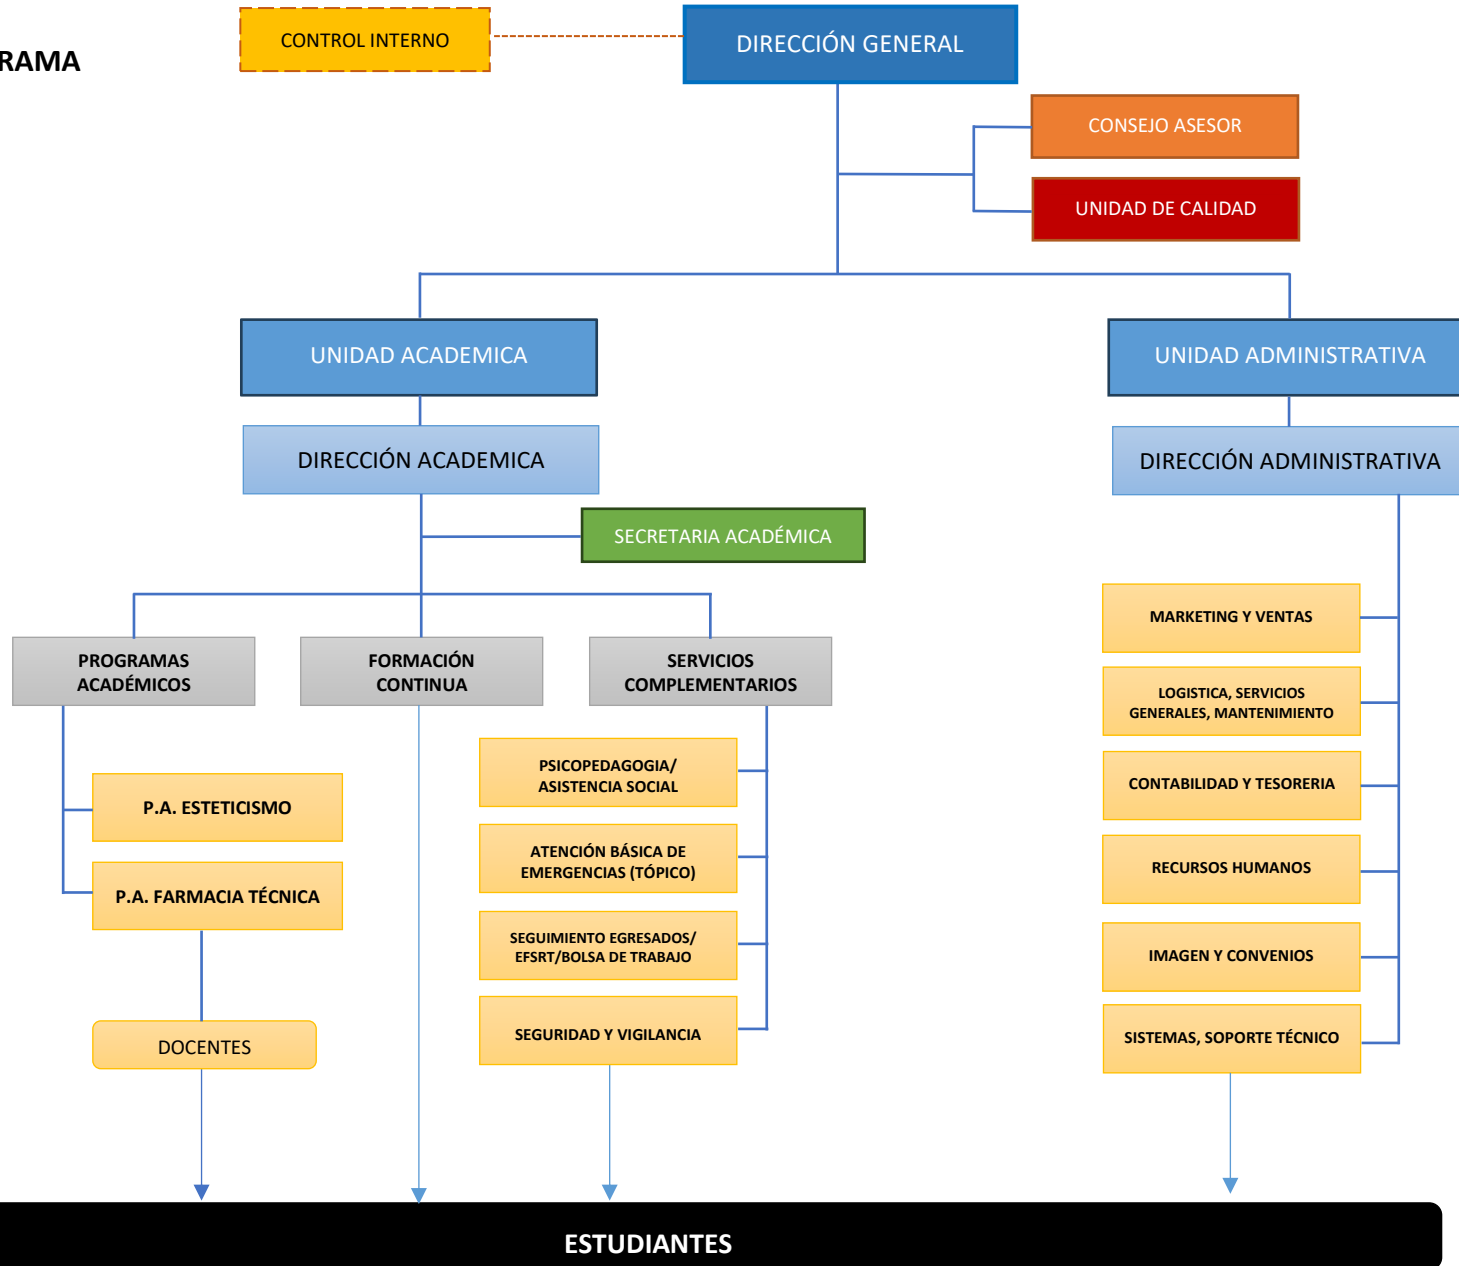 RAMA
CONTROL INTERNO
DIRECCIÓN GENERAL
CONSEJO ASESOR
UNIDAD DE CALIDAD
UNIDAD ACADEMICA
UNIDAD ADMINISTRATIVA
DIRECCIÓN ACADEMICA
DIRECCIÓN ADMINISTRATIVA
SECRETARIA ACADÉMICA
PROGRAMAS
ACADÉMICOS
FORMACIÓN
CONTINUA
SERVICIOS
COMPLEMENTARIOS
P.A. ESTETICISMO
P.A. FARMACIA TÉCNICA
DOCENTES
PSICOPEDAGOGIA/
ASISTENCIA SOCIAL
ATENCIÓN BÁSICA DE
EMERGENCIAS (TÓPICO)
SEGUIMIENTO EGRESADOS/
EFSRT/BOLSA DE TRABAJO
SEGURIDAD Y VIGILANCIA
MARKETING Y VENTAS
LOGISTICA, SERVICIOS
GENERALES, MANTENIMIENTO
CONTABILIDAD Y TESORERIA
RECURSOS HUMANOS
IMAGEN Y CONVENIOS
SISTEMAS, SOPORTE TÉCNICO
ESTUDIANTES